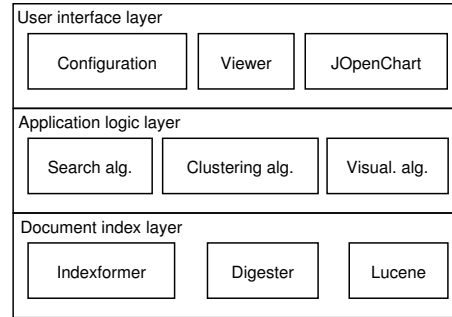 User interface layer
Configuration Viewer JOpenChart
Application logic layer
Search alg. Clustering alg. Visual. alg.
Document index layer
Indexformer Digester Lucene